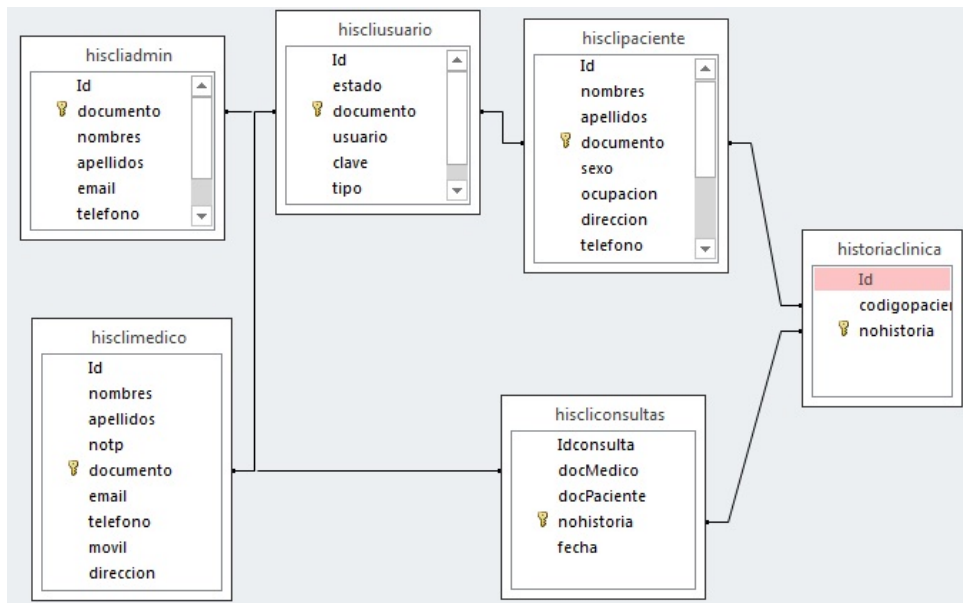 hiscliadmin
Id
documento
nombres
apellidos
email
telefono
hiscliusuario
Id
estado
documento
usuario
clave
tipo
hisclipaciente
Id
nombres
apellidos
documento
sexo
ocupacion
direccion
telefono
historiaclinica
Id
codigopacie
nohistoria
hisclimedico
Id
nombres
apellidos
notp
documento
email
telefono
movil
direccion
hiscliconsultas
Idconsulta
docMedico
docPaciente
nohistoria
fecha